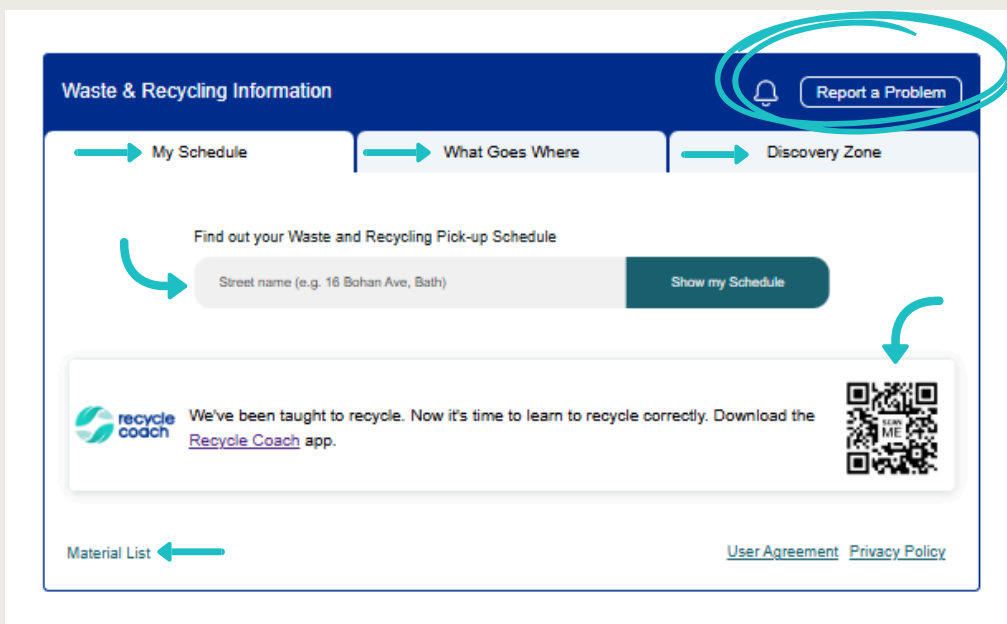 Waste & Recycling Information
Report a Problem
My Schedule
What Goes Where
Discovery Zone
Find out your Waste and Recycling Pick-up Schedule
Street name (e.g. 16 Bohan Ave, Bath)
Show my Schedule
recycle
coach
We've been taught to recycle. Now it's time to learn to recycle correctly. Download the
Recycle Coach app.
SCAN
ME
Material List
User Agreement
Privacy Policy